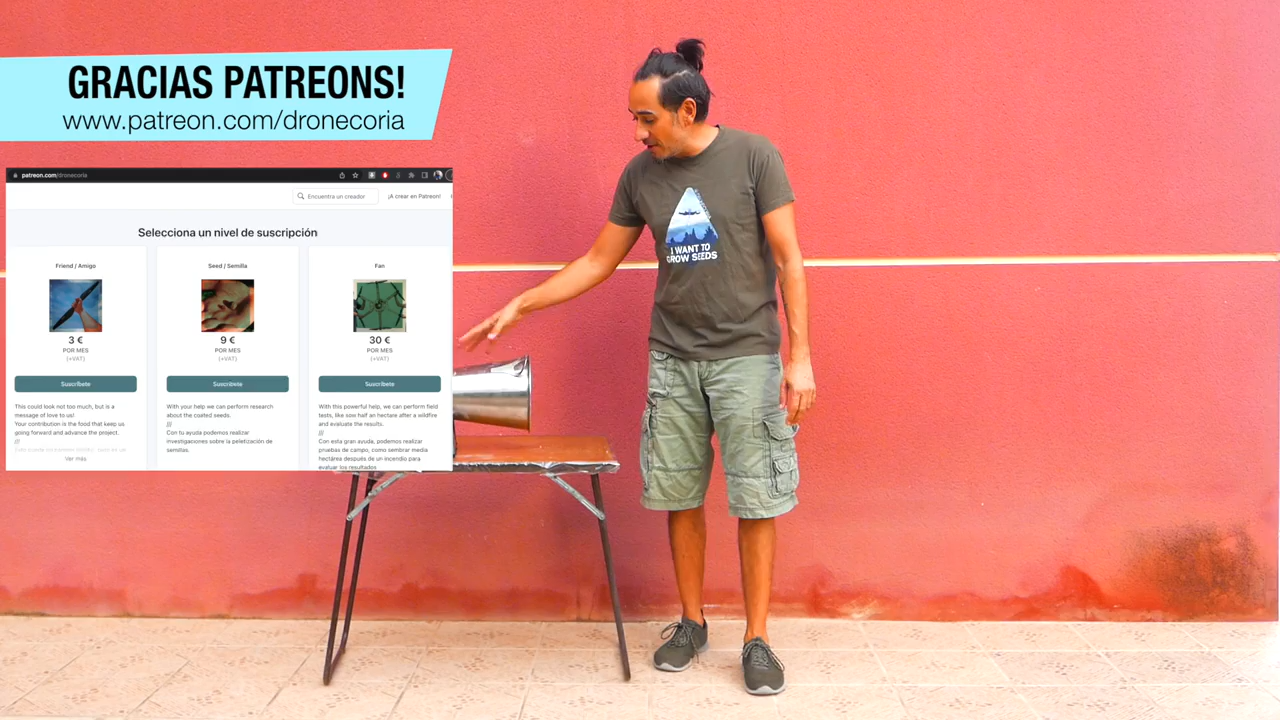 GRACIAS PATREONS!
www.patreon.com/dronecoria
patreon.com/dronecoria
Encuentra un creador
¡A crear en Patreon!
Selecciona un nivel de suscripción
Friend / Amigo
3 €
POR MES
(+VAT)
Suscríbete
This could look not too much, but is a
message of love to us!
Your contribution is the food that keep us
going forward and advance the project.
///
Ver más
Seed / Semilla
9 €
POR MES
(+VAT)
Suscríbete
With your help we can perform research
about the coated seeds.
///
Con tu ayuda podemos realizar
investigaciones sobre la peletización de
semillas.
Fan
30 €
POR MES
(+VAT)
Suscríbete
With this powerful help, we can perform field
tests, like sow half an hectare after a wildfire
and evaluate the results.
///
Con esta gran ayuda, podemos realizar
pruebas de campo, como sembrar media
hectárea después de un incendio para
evaluar los resultados
I WANT TO
GROW SEEDS